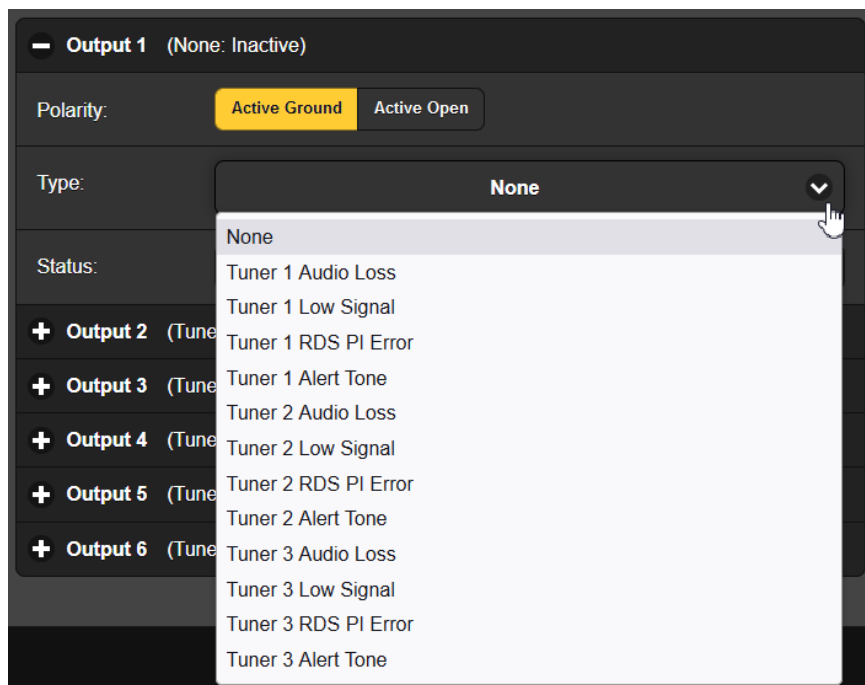 Output 1 (None: Inactive)
Polarity: Active Ground Active Open
Type: None
None
Status:
Tuner 1 Audio Loss
Tuner 1 Low Signal
Output 2 (Tune
Tuner 1 RDS PI Error
Output 3 (Tune
Tuner 1 Alert Tone
Tuner 2 Audio Loss
Output 4 (Tune
Tuner 2 Low Signal
Output 5 (Tune
Tuner 2 RDS PI Error
Tuner 2 Alert Tone
Output 6 (Tune
Tuner 3 Audio Loss
Tuner 3 Low Signal
Tuner 3 RDS PI Error
Tuner 3 Alert Tone